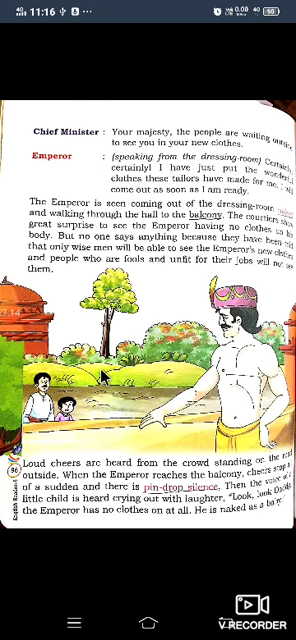 11:16
Chief Minister : Your majesty, the people are waiting outside
to see you in your new clothes.
Emperor : (speaking from the dressing-room) Certainly,
certainly! I have just put the wonderful
clothes these tailors have made for me. I will
come out as soon as I am ready.
The Emperor is seen coming out of the dressing-room
and walking through the hall to the balcony. The courtiers show
great surprise to see the Emperor having no clothes on his
body. But no one says anything because they have been told
that only wise men will be able to see the Emperor's new clothes
and people who are fools and unfit for their jobs will not see
them.
Loud cheers are heard from the crowd standing on the road
outside. When the Emperor reaches the balcony, cheers stop all
of a sudden and there is pin-drop silence. Then the voice of a
little child is heard crying out with laughter, "Look, look Daddy,
the Emperor has no clothes on at all. He is naked as a baby."
96
English Reader-5
V RECORDER